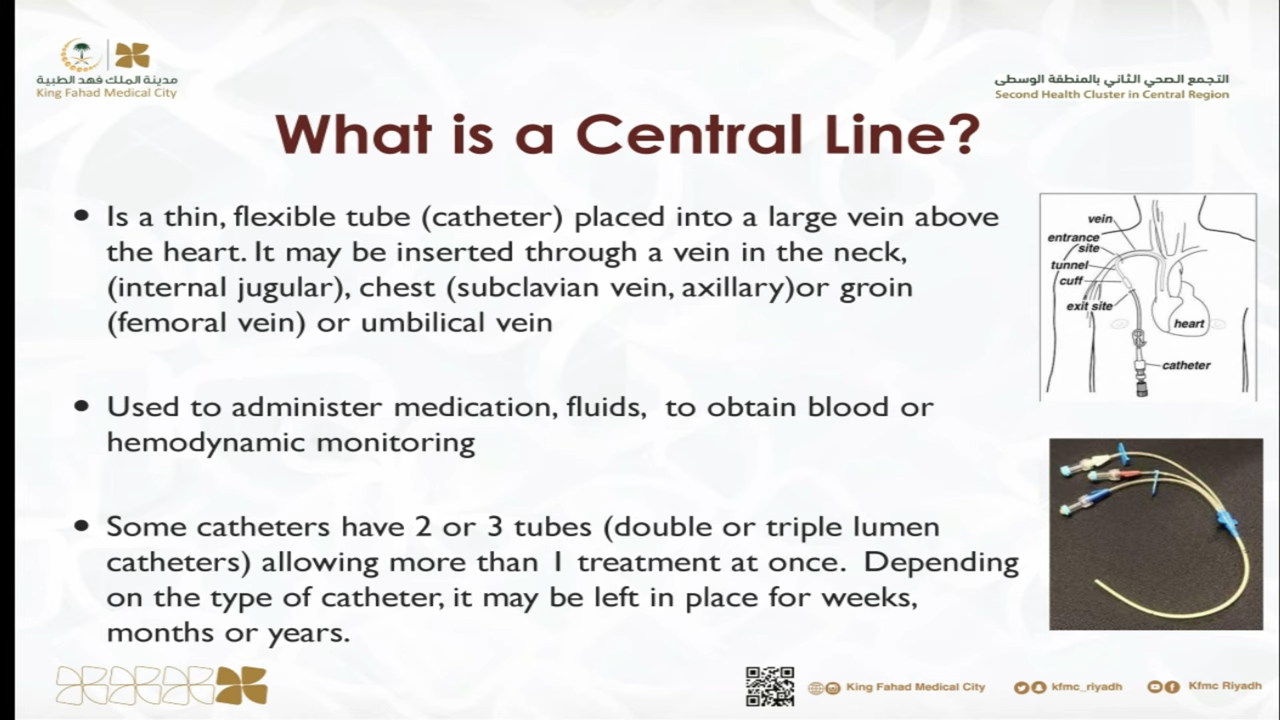 مدينة الملك فهد الطبية
King Fahad Medical City
التجمع الصحي الثاني بالمنطقة الوسطى
Second Health Cluster in Central Region
What is a Central Line?
• Is a thin, flexible tube (catheter) placed into a large vein above
the heart. It may be inserted through a vein in the neck,
(internal jugular), chest (subclavian vein, axillary)or groin
(femoral vein) or umbilical vein
• Used to administer medication, fluids,  to obtain blood or
hemodynamic monitoring
• Some catheters have 2 or 3 tubes (double or triple lumen
catheters) allowing more than 1 treatment at once.  Depending
on the type of catheter, it may be left in place for weeks,
months or years.
vein
entrance
site
tunnel
cuff
exit site
heart
catheter
King Fahad Medical City
kfmc_riyadh
Kfmc Riyadh